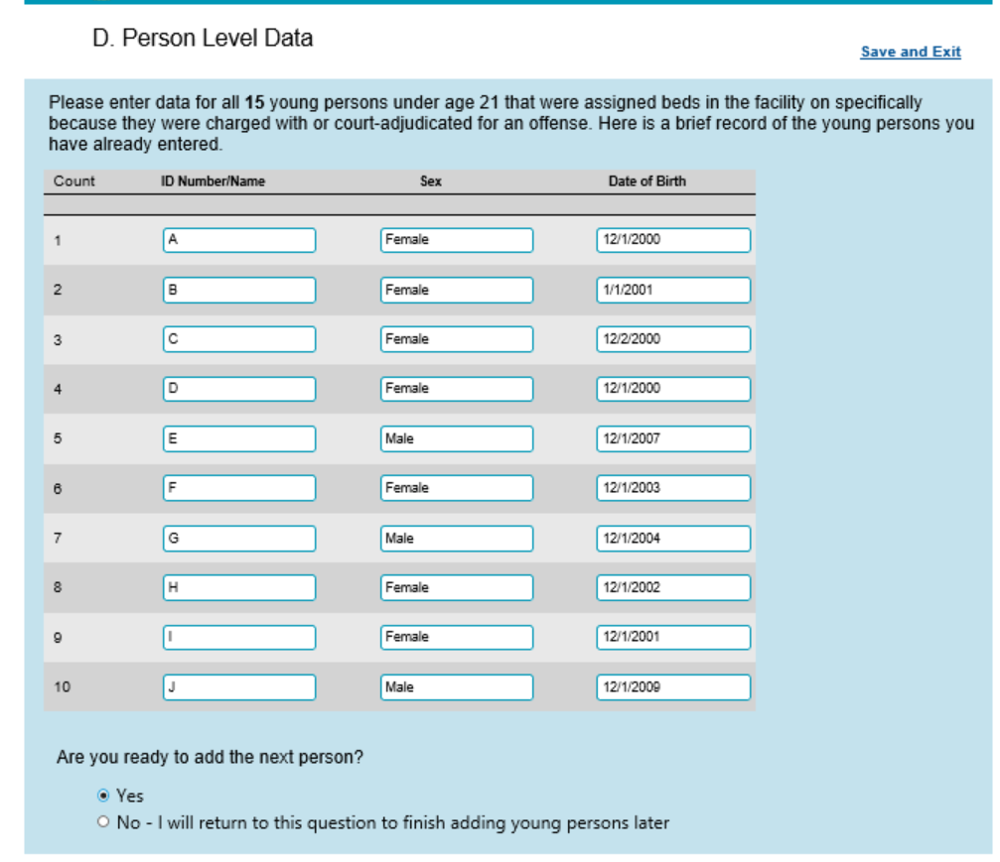 D. Person Level Data
Save and Exit
Please enter data for all 15 young persons under age 21 that were assigned beds in the facility on specifically
because they were charged with or court-adjudicated for an offense. Here is a brief record of the young persons you
have already entered.
Count ID Number/Name Sex Date of Birth
1 A Female 12/1/2000
2 B Female 1/1/2001
3 C Female 12/2/2000
4 D Female 12/1/2000
5 E Male 12/1/2007
6 F Female 12/1/2003
7 G Male 12/1/2004
8 H Female 12/1/2002
9 I Female 12/1/2001
10 J Male 12/1/2009
Are you ready to add the next person?
Yes
No - I will return to this question to finish adding young persons later